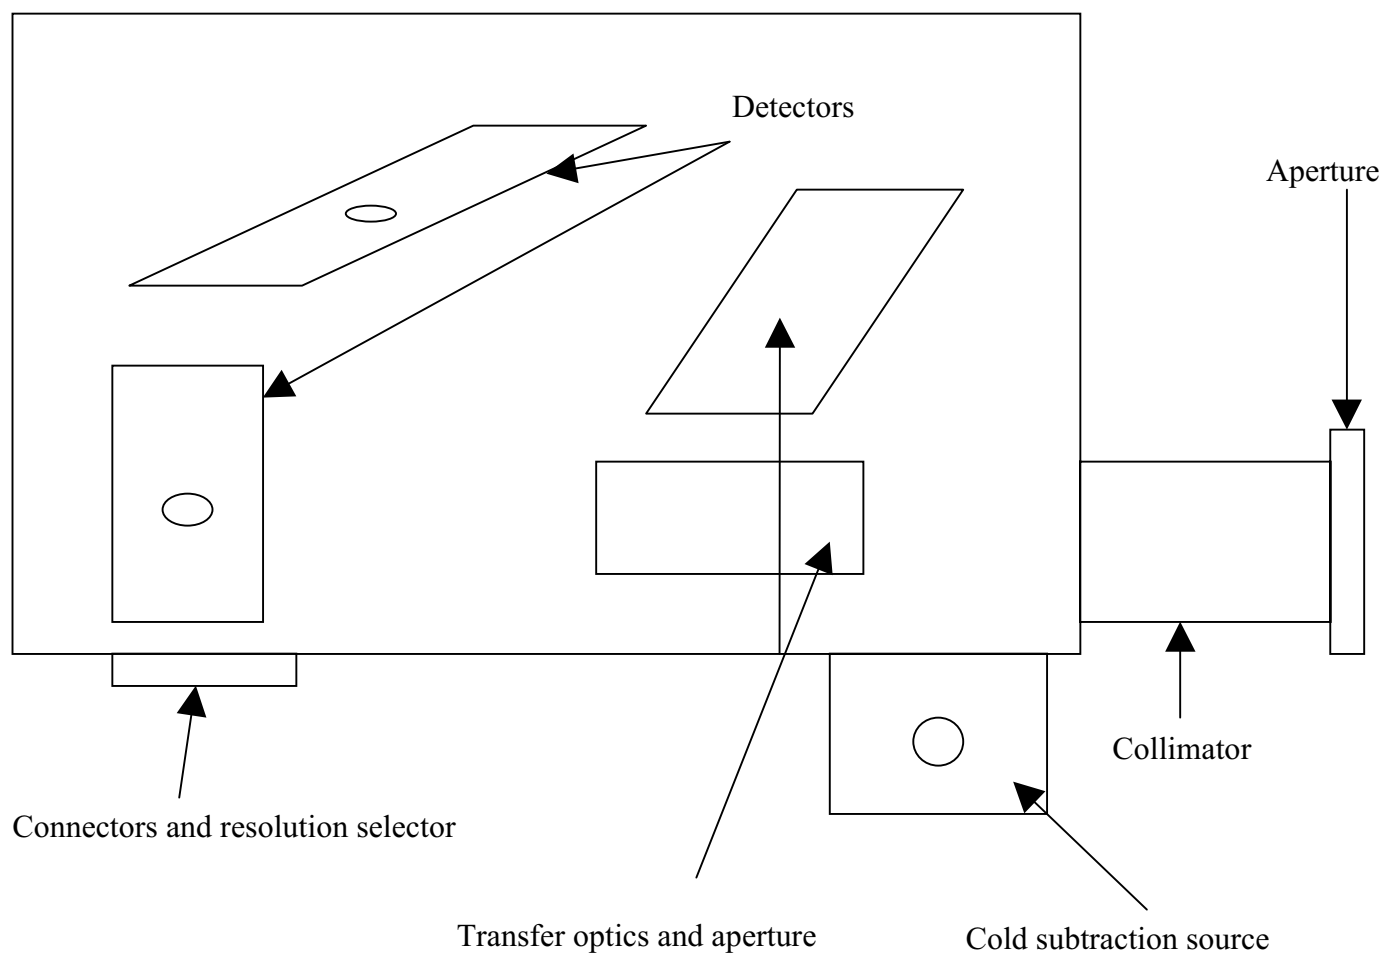 Detectors
Aperture
Collimator
Connectors and resolution selector
Transfer optics and aperture
Cold subtraction source